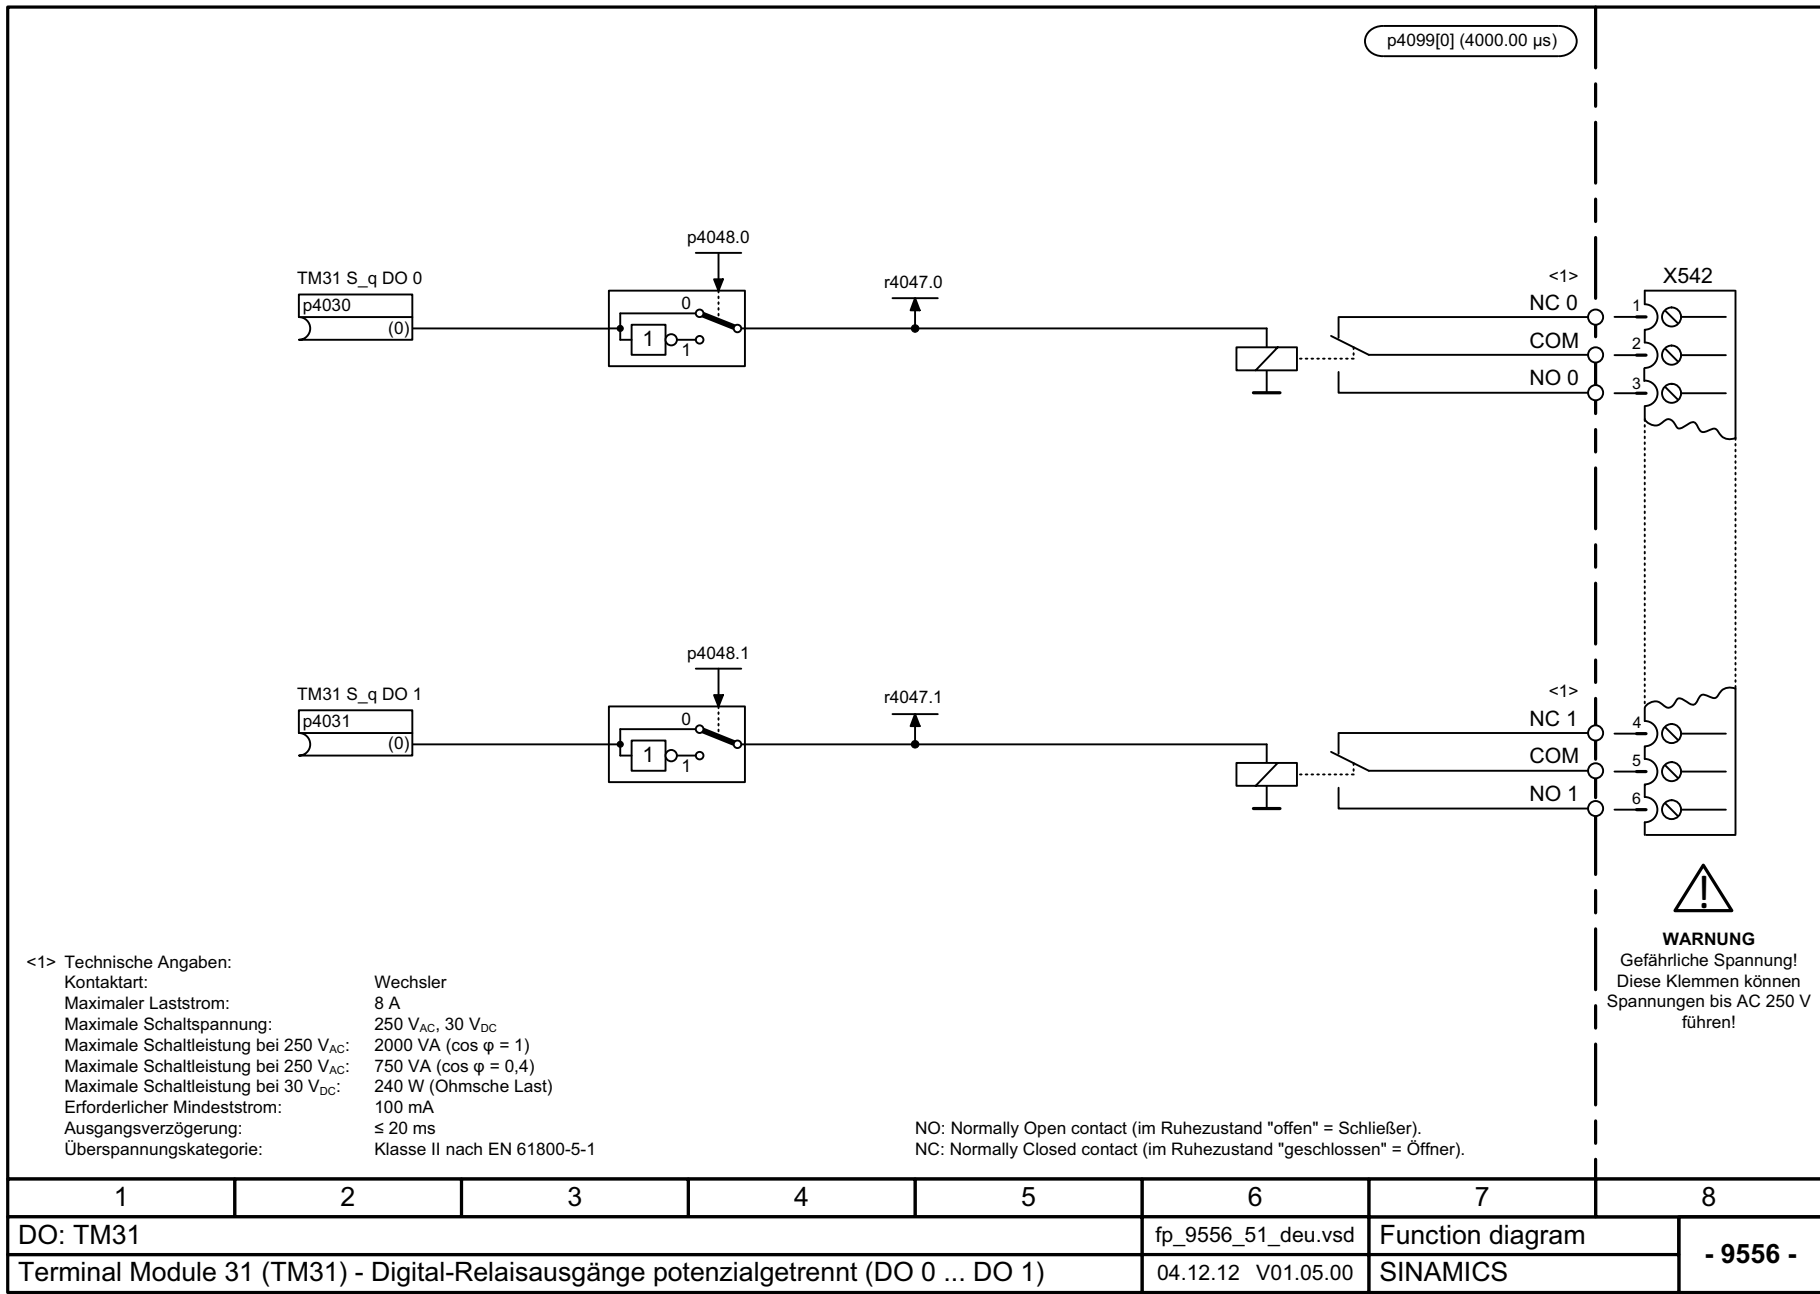 p4099[0] (4000.00 µs)
p4048.0
TM31 S_q DO 0
p4030
(0)
0
1
1
r4047.0
<1>
NC 0
COM
NO 0
X542
1
2
3
p4048.1
TM31 S_q DO 1
p4031
(0)
0
1
1
r4047.1
<1>
NC 1
COM
NO 1
4
5
6
WARNUNG
Gefährliche Spannung!
Diese Klemmen können
Spannungen bis AC 250 V
führen!
<1> Technische Angaben:
Kontaktart: Wechsler
Maximaler Laststrom: 8 A
Maximale Schaltspannung: 250 VAC, 30 VDC
Maximale Schaltleistung bei 250 VAC: 2000 VA (cos φ = 1)
Maximale Schaltleistung bei 250 VAC: 750 VA (cos φ = 0,4)
Maximale Schaltleistung bei 30 VDC: 240 W (Ohmsche Last)
Erforderlicher Mindeststrom: 100 mA
Ausgangsverzögerung: ≤ 20 ms
Überspannungskategorie: Klasse II nach EN 61800-5-1
NO: Normally Open contact (im Ruhezustand "offen" = Schließer).
NC: Normally Closed contact (im Ruhezustand "geschlossen" = Öffner).
1 2 3 4 5 6 7 8
DO: TM31 fp_9556_51_deu.vsd Function diagram
- 9556 -
Terminal Module 31 (TM31) - Digital-Relaisausgänge potenzialgetrennt (DO 0 ... DO 1) 04.12.12 V01.05.00 SINAMICS